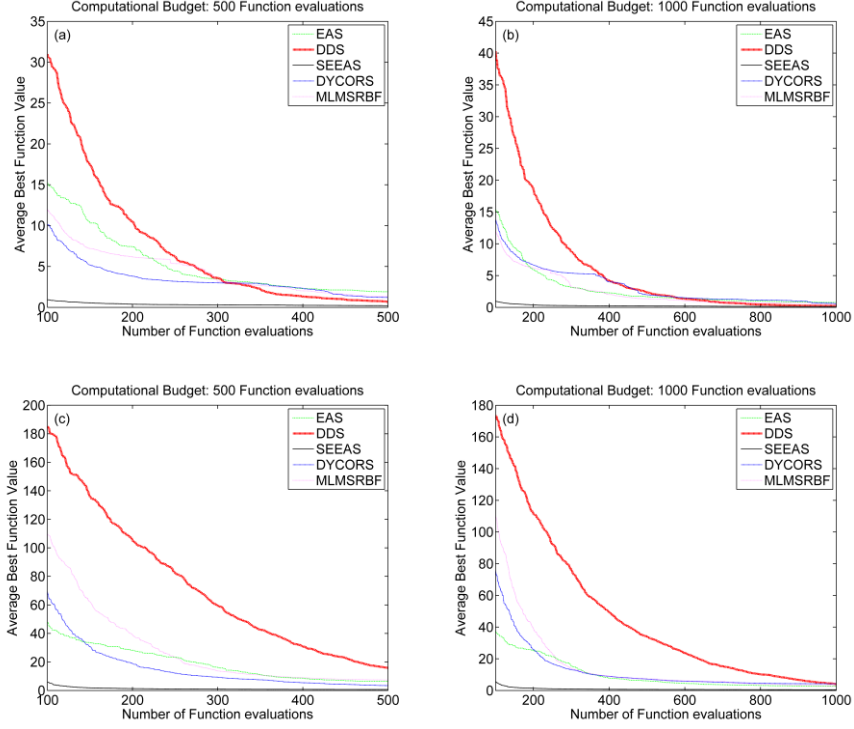 Computational Budget: 500 Function evaluations
(a)
EAS
DDS
SEEAS
DYCORS
MLMSRBF
Average Best Function Value
35
30
25
20
15
10
5
0
100
200
300
400
500
Number of Function evaluations
Computational Budget: 1000 Function evaluations
(b)
EAS
DDS
SEEAS
DYCORS
MLMSRBF
Average Best Function Value
45
40
35
30
25
20
15
10
5
0
200
400
600
800
1000
Number of Function evaluations
Computational Budget: 500 Function evaluations
(c)
EAS
DDS
SEEAS
DYCORS
MLMSRBF
Average Best Function Value
200
180
160
140
120
100
80
60
40
20
0
100
200
300
400
500
Number of Function evaluations
Computational Budget: 1000 Function evaluations
(d)
EAS
DDS
SEEAS
DYCORS
MLMSRBF
Average Best Function Value
180
160
140
120
100
80
60
40
20
0
200
400
600
800
1000
Number of Function evaluations